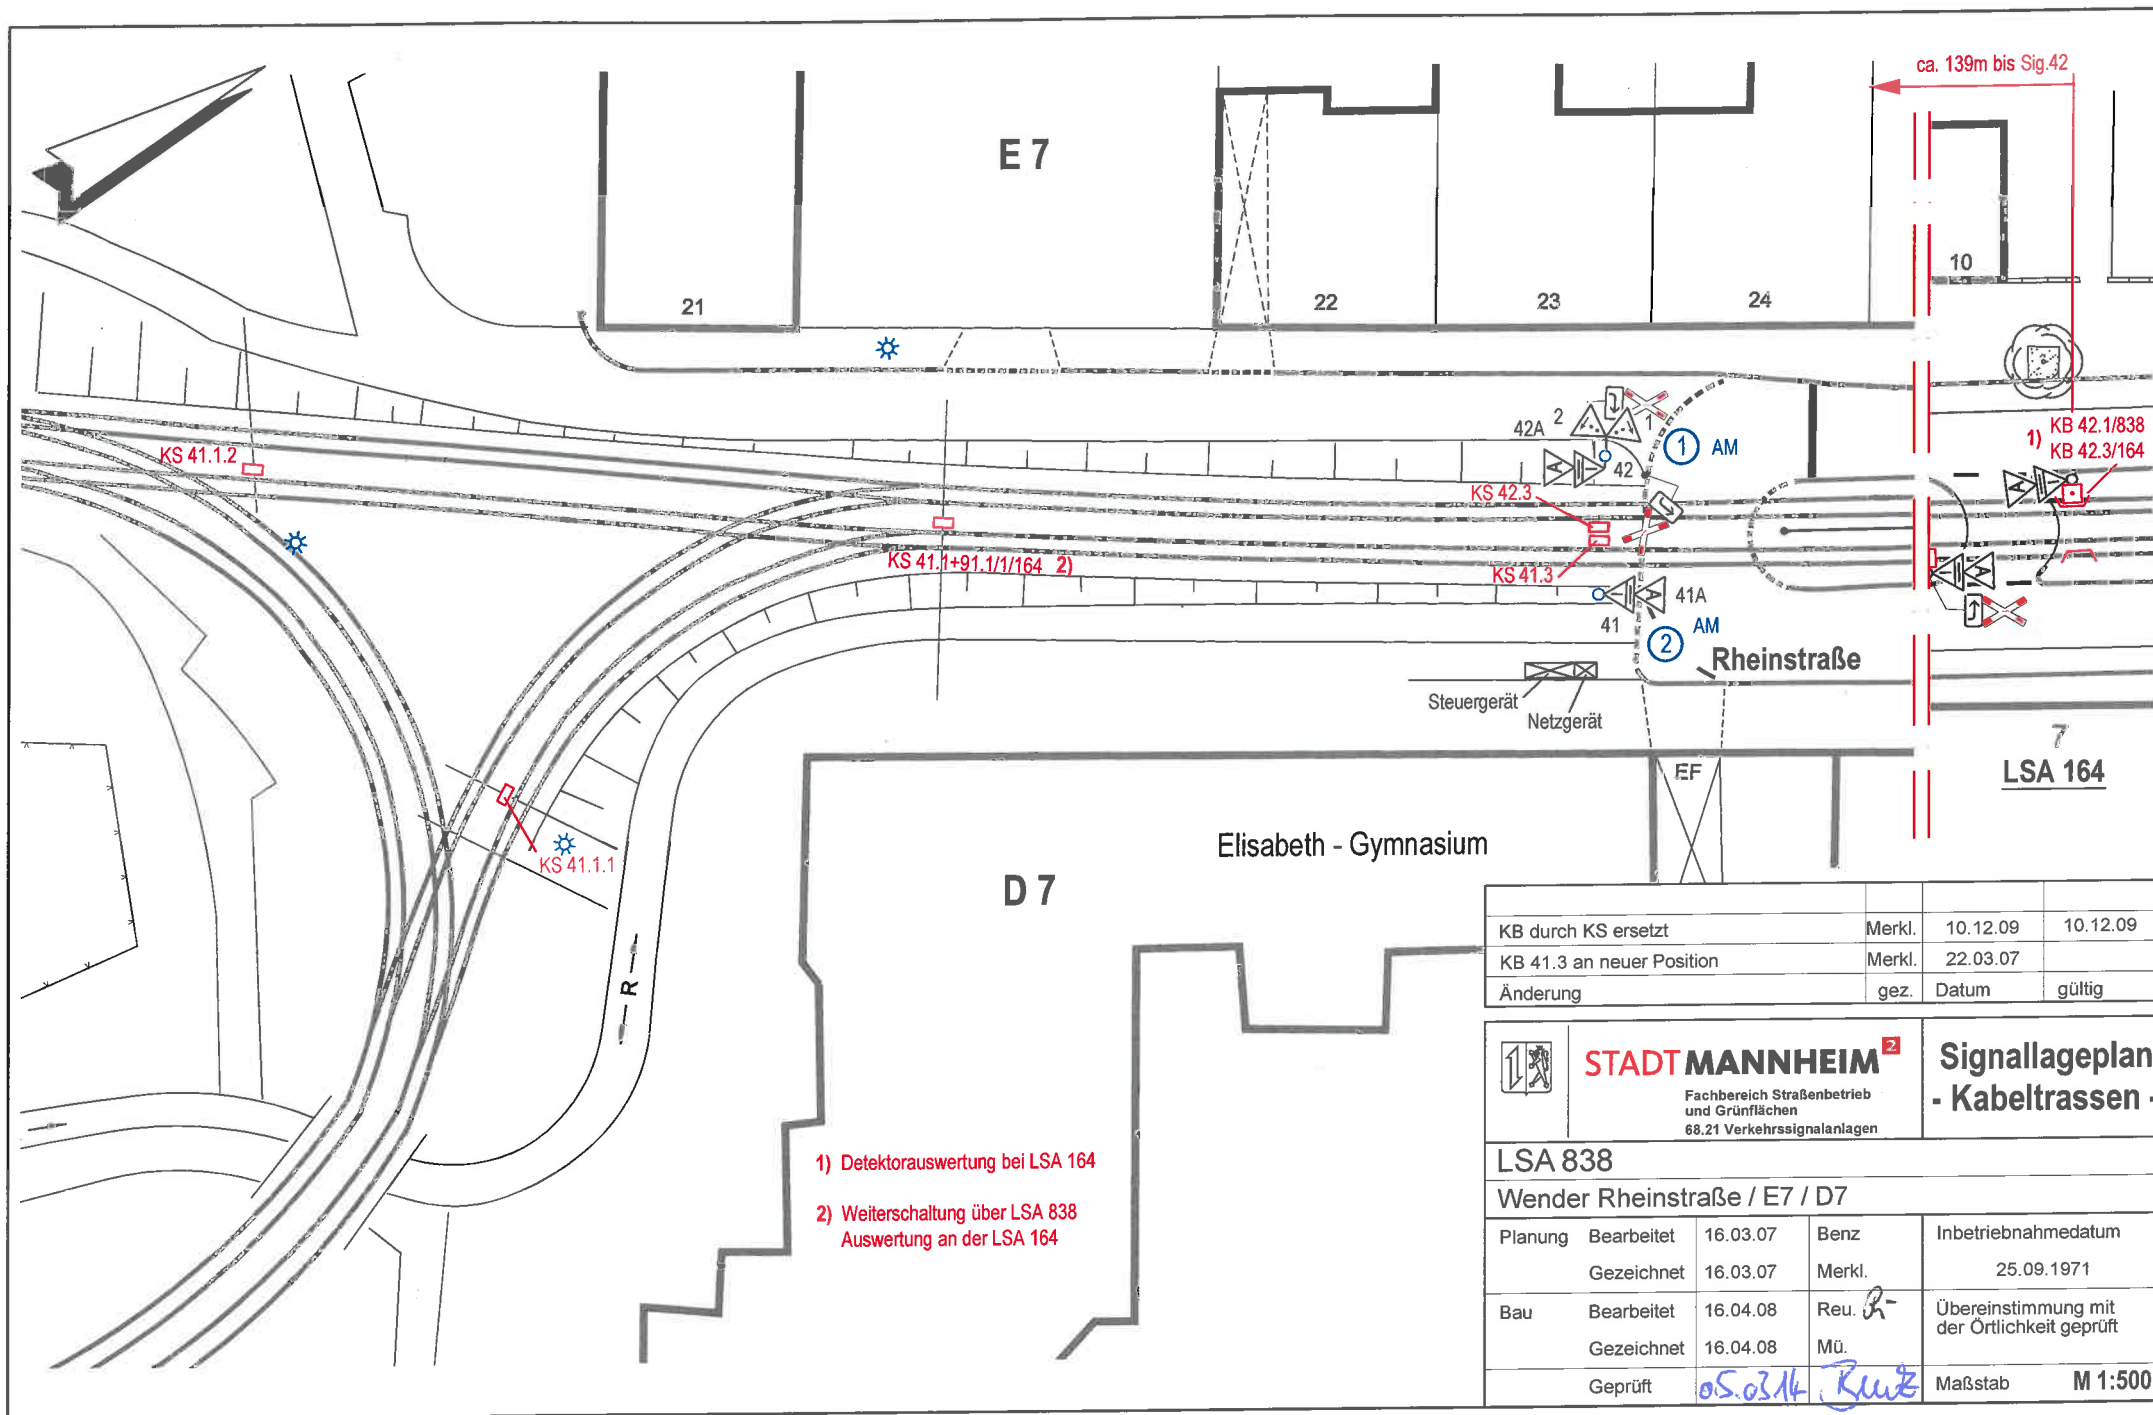 ca. 139m bis Sig.42
E 7
21
22
23
24
10
KS 41.1.2
42A
2
1
42
1
AM
1)
KB 42.1/838
KB 42.3/164
A
A
KS 42.3
KS 41.1+91.1/1/164 2)
KS 41.3
A
41A
A
41
2
AM
Rheinstraße
Steuergerät
Netzgerät
7
LSA 164
EF
Elisabeth - Gymnasium
KS 41.1.1
D 7
R
1) Detektorauswertung bei LSA 164
2) Weiterschaltung über LSA 838
Auswertung an der LSA 164
KB durch KS ersetzt Merkl. 10.12.09 10.12.09
KB 41.3 an neuer Position Merkl. 22.03.07
Änderung gez. Datum gültig
STADT MANNHEIM 2
Fachbereich Straßenbetrieb
und Grünflächen
68.21 Verkehrssignalanlagen
Signallageplan
- Kabeltrassen -
LSA 838
Wender Rheinstraße / E7 / D7
Planung Bearbeitet 16.03.07 Benz Inbetriebnahmedatum
Gezeichnet 16.03.07 Merkl. 25.09.1971
Bau Bearbeitet 16.04.08 Reu. Übereinstimmung mit
der Örtlichkeit geprüft
Gezeichnet 16.04.08 Mü.
Geprüft 05.03.14 Maßstab M 1:500